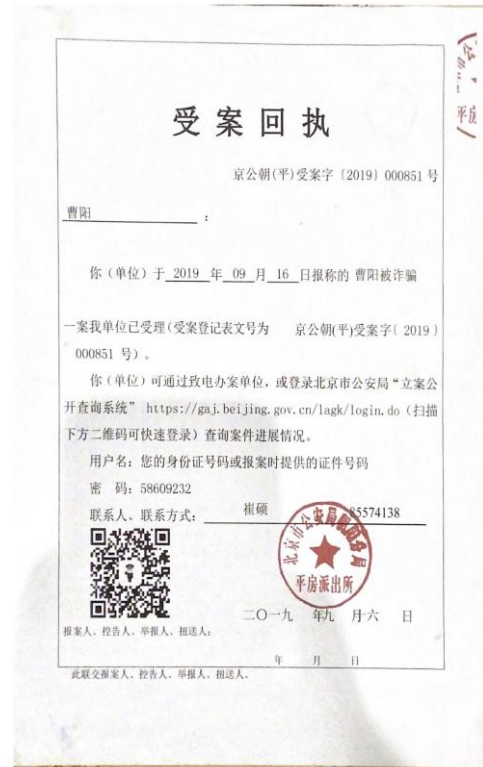 受案回执
京公朝(平)受案字〔2019〕000851 号
曹阳 :
你（单位）于 2019 年 09 月 16 日报称的 曹阳被诈骗
一案我单位已受理(受案登记表文号为 京公朝(平)受案字〔2019〕
000851 号)。
你（单位）可通过致电办案单位，或登录北京市公安局“立案公
开查询系统” https://gaj.beijing.gov.cn/lagk/login.do（扫描
下方二维码可快速登录）查询案件进展情况。
用户名：您的身份证号码或报案时提供的证件号码
密 码：58609232
联系人、联系方式： 崔硕 85574138
平房派出所
二〇一九 年九 月十六 日
报案人、控告人、举报人、扭送人：
年 月 日
此联交报案人、控告人、举报人、扭送人。
平房